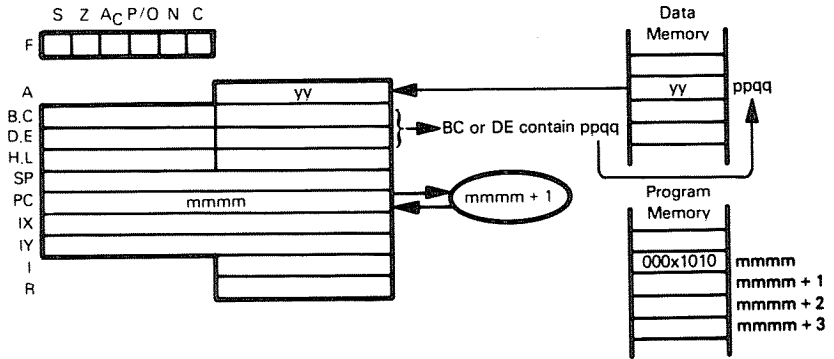 S Z AC P/O N C
F
Data
Memory
A
yy
yy
ppqq
B.C
D.E
BC or DE contain ppqq
H.L
SP
PC
mmmm
mmmm + 1
IX
IY
I
R
Program
Memory
000x1010
mmmm
mmmm + 1
mmmm + 2
mmmm + 3